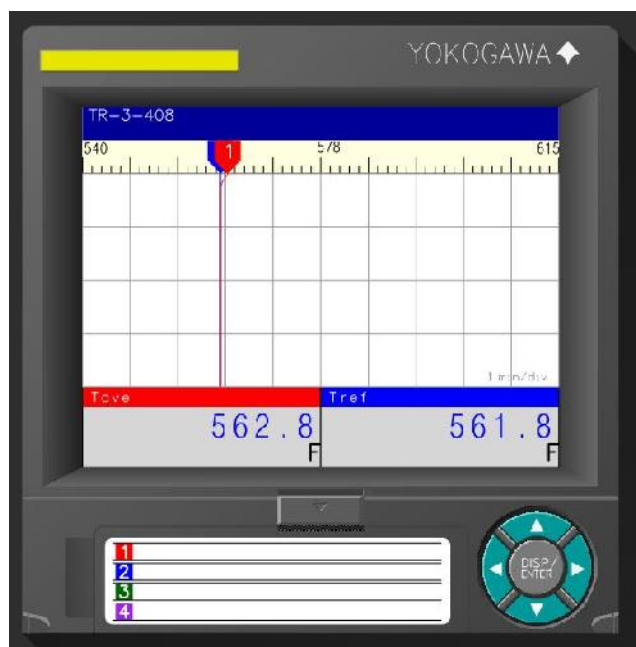 YOKOGAWA
TR-3-408
540 578 615
1
1 min/div
Tave Tref
562.8 561.8
F F
1
2
3
4
DISP/
ENTER